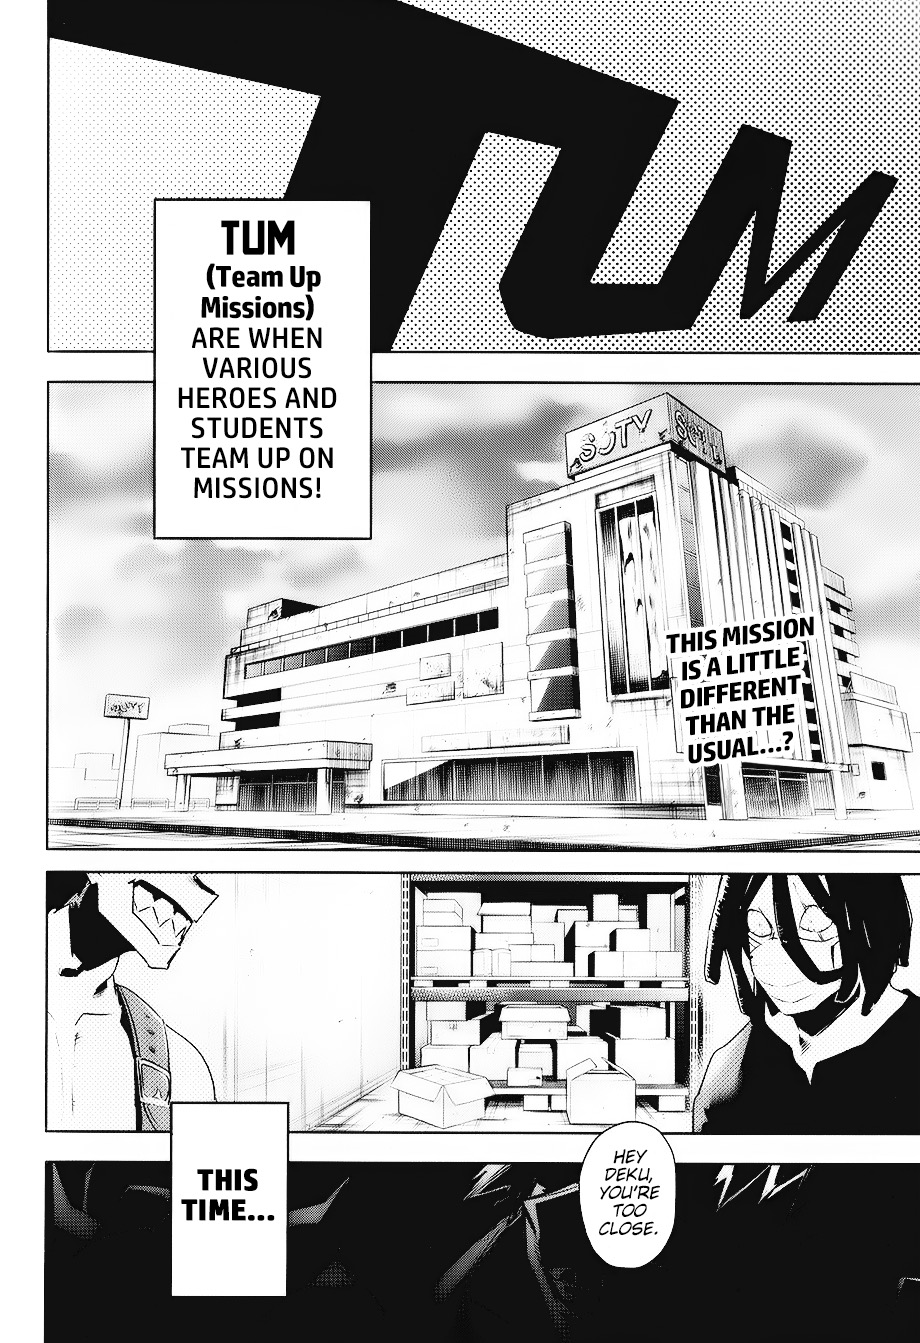 TUM
TUM
(Team Up
Missions)
ARE WHEN
VARIOUS
HEROES AND
STUDENTS
TEAM UP ON
MISSIONS!
THIS MISSION
IS A LITTLE
DIFFERENT
THAN THE
USUAL...?
THIS
TIME...
HEY
DEKU,
YOU'RE
TOO
CLOSE.